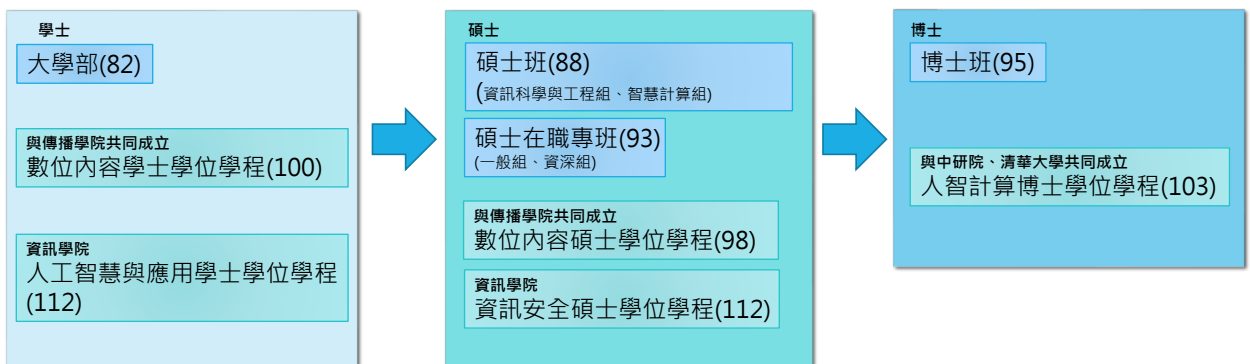 學士
大學部(82)
與傳播學院共同成立
數位內容學士學位學程(100)
資訊學院
人工智慧與應用學士學位學程
(112)
碩士
碩士班(88)
(資訊科學與工程組、智慧計算組)
碩士在職專班(93)
(一般組、資深組)
與傳播學院共同成立
數位內容碩士學位學程(98)
資訊學院
資訊安全碩士學位學程(112)
博士
博士班(95)
與中研院、清華大學共同成立
人智計算博士學位學程(103)